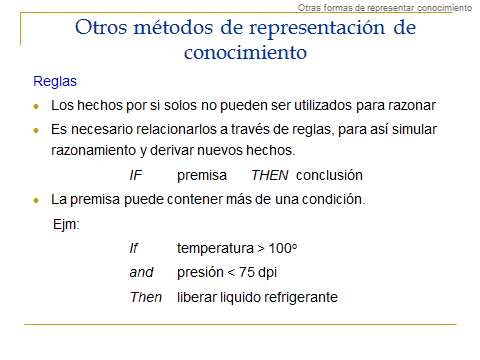 Otras formas de representar conocimiento
Otros métodos de representación de
conocimiento
Reglas
Los hechos por si solos no pueden ser utilizados para razonar
Es necesario relacionarlos a través de reglas, para así simular
razonamiento y derivar nuevos hechos.
IF premisa THEN conclusión
La premisa puede contener más de una condición.
Ejm:
If temperatura > 100º
and presión < 75 dpi
Then liberar liquido refrigerante